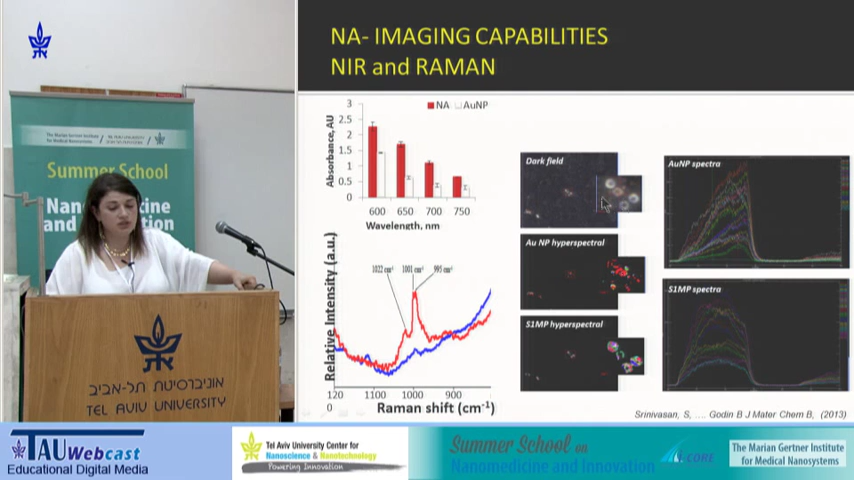 NA- IMAGING CAPABILITIES
NIR and RAMAN
The Marian Gertner Institute
for Medical Nanosystems
Summer School
3
2.5
2
1.5
1
0.5
0
Absorbance, AU
NA AuNP
600 650 700 750
Wavelength, nm
Relative Intensity (a.u.)
1022 cm⁻¹ 1001 cm⁻¹ 995 cm⁻¹
120
0 1100 1000 900
Raman shift (cm⁻¹)
Dark field
Au NP hyperspectral
S1MP hyperspectral
AuNP spectra
S1MP spectra
Srinivasan, S, .... Godin B J Mater Chem B, (2013)
אוניברסיטת תל-אביב
TEL AVIV UNIVERSITY
TAU Webcast
Educational Digital Media
Tel Aviv University Center for
Nanoscience & Nanotechnology
Powering Innovation
Summer School on
Nanomedicine and Innovation
I-CORE
The Marian Gertner Institute
for Medical Nanosystems